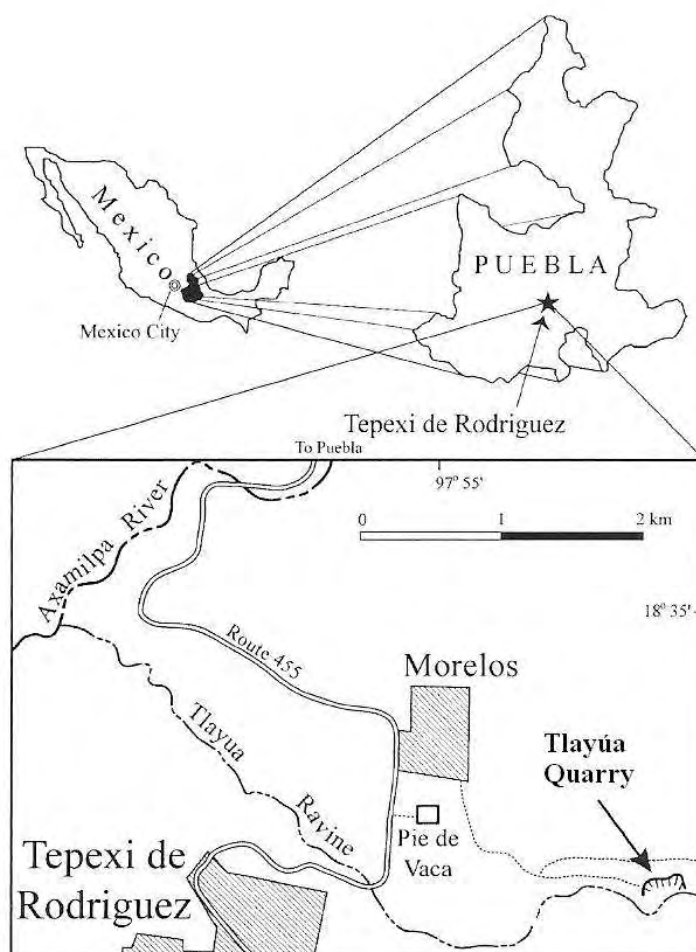 Mexico
Mexico City
PUEBLA
Tepexi de Rodriguez
To Puebla
97° 55'
Axamilpa River
0 1 2 km
18° 35'
Route 455
Morelos
Tlayua Ravine
Tlayúa
Quarry
Pie de
Vaca
Tepexi de
Rodriguez